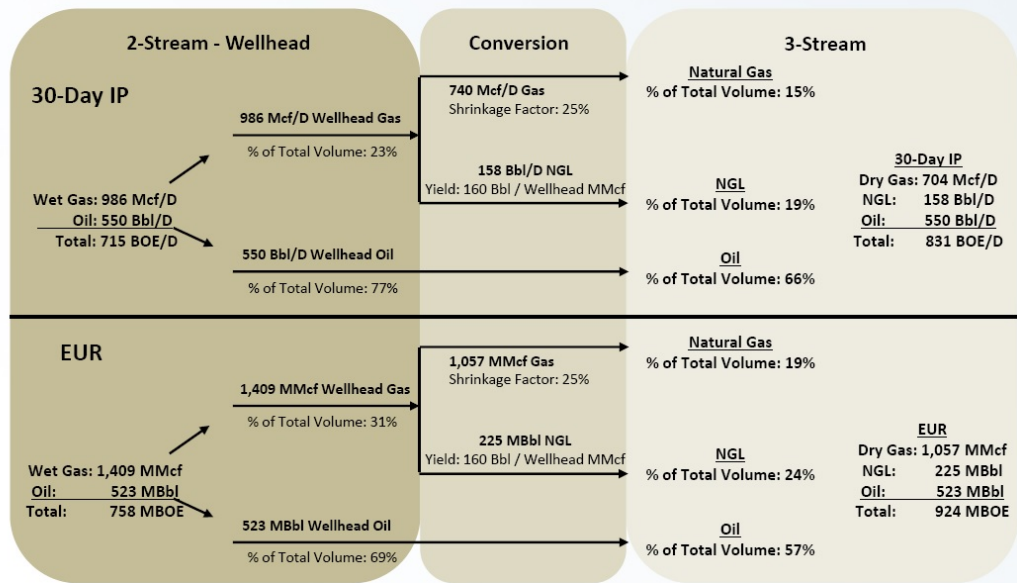 2-Stream - Wellhead
Conversion
3-Stream
30-Day IP
Wet Gas: 986 Mcf/D
Oil: 550 Bbl/D
Total: 715 BOE/D
986 Mcf/D Wellhead Gas
% of Total Volume: 23%
550 Bbl/D Wellhead Oil
% of Total Volume: 77%
740 Mcf/D Gas
Shrinkage Factor: 25%
158 Bbl/D NGL
Yield: 160 Bbl / Wellhead MMcf
Natural Gas
% of Total Volume: 15%
NGL
% of Total Volume: 19%
Oil
% of Total Volume: 66%
30-Day IP
Dry Gas: 704 Mcf/D
NGL: 158 Bbl/D
Oil: 550 Bbl/D
Total: 831 BOE/D
EUR
Wet Gas: 1,409 MMcf
Oil: 523 MBbl
Total: 758 MBOE
1,409 MMcf Wellhead Gas
% of Total Volume: 31%
523 MBbl Wellhead Oil
% of Total Volume: 69%
1,057 MMcf Gas
Shrinkage Factor: 25%
225 MBbl NGL
Yield: 160 Bbl / Wellhead MMcf
Natural Gas
% of Total Volume: 19%
NGL
% of Total Volume: 24%
Oil
% of Total Volume: 57%
EUR
Dry Gas: 1,057 MMcf
NGL: 225 MBbl
Oil: 523 MBbl
Total: 924 MBOE